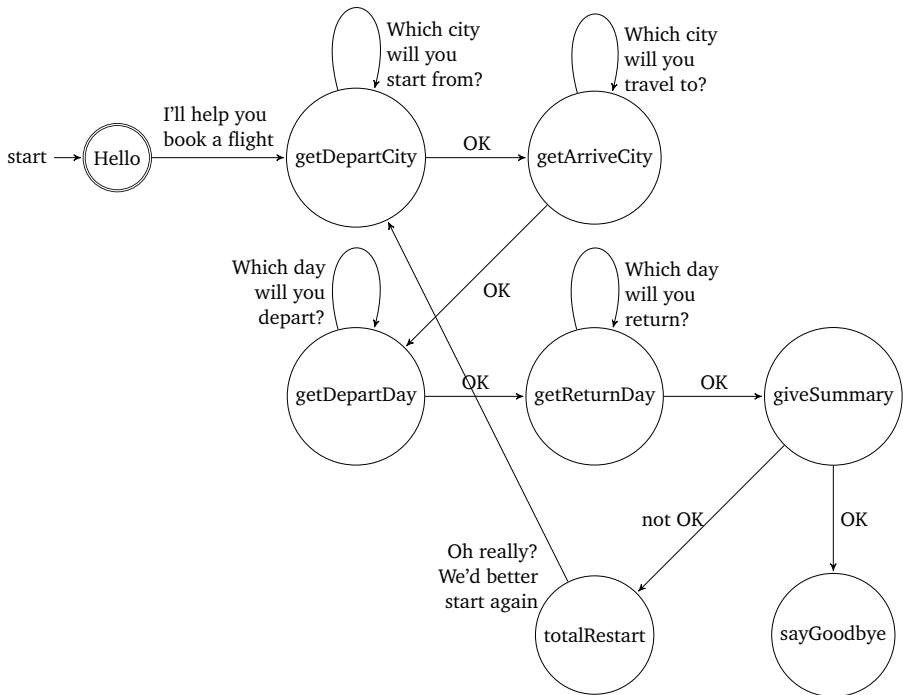 Which city
will you
start from?
Which city
will you
travel to?
I'll help you
book a flight
start
Hello
getDepartCity
OK
getArriveCity
Which day
will you
depart?
OK
Which day
will you
return?
getDepartDay
OK
getReturnDay
OK
giveSummary
not OK
OK
Oh really?
We'd better
start again
totalRestart
sayGoodbye